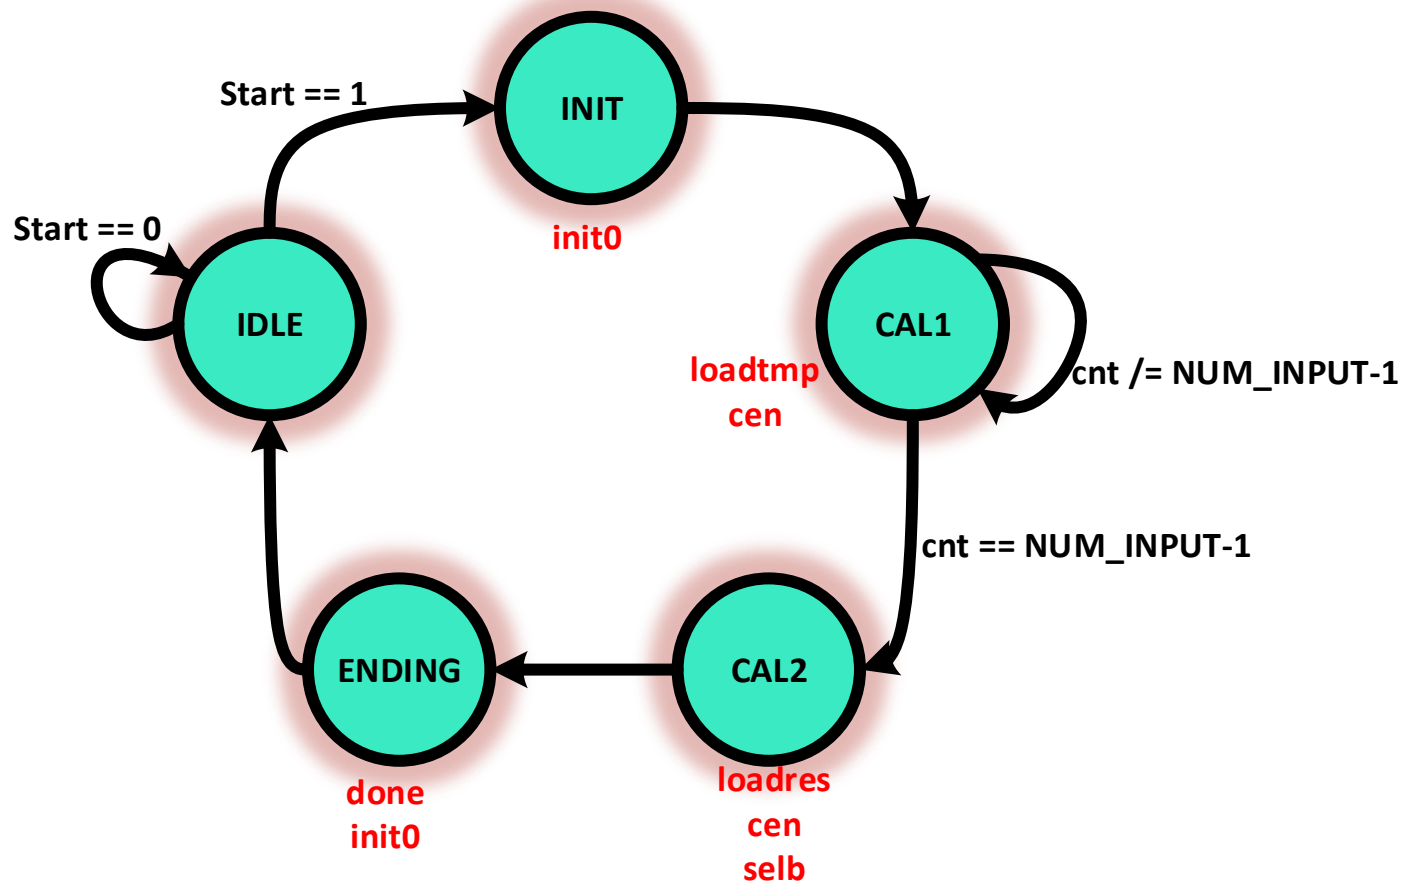 Start == 1
INIT
init0
Start == 0
IDLE
CAL1
loadtmp
cen
cnt /= NUM_INPUT-1
cnt == NUM_INPUT-1
ENDING
done
init0
CAL2
loadres
cen
selb